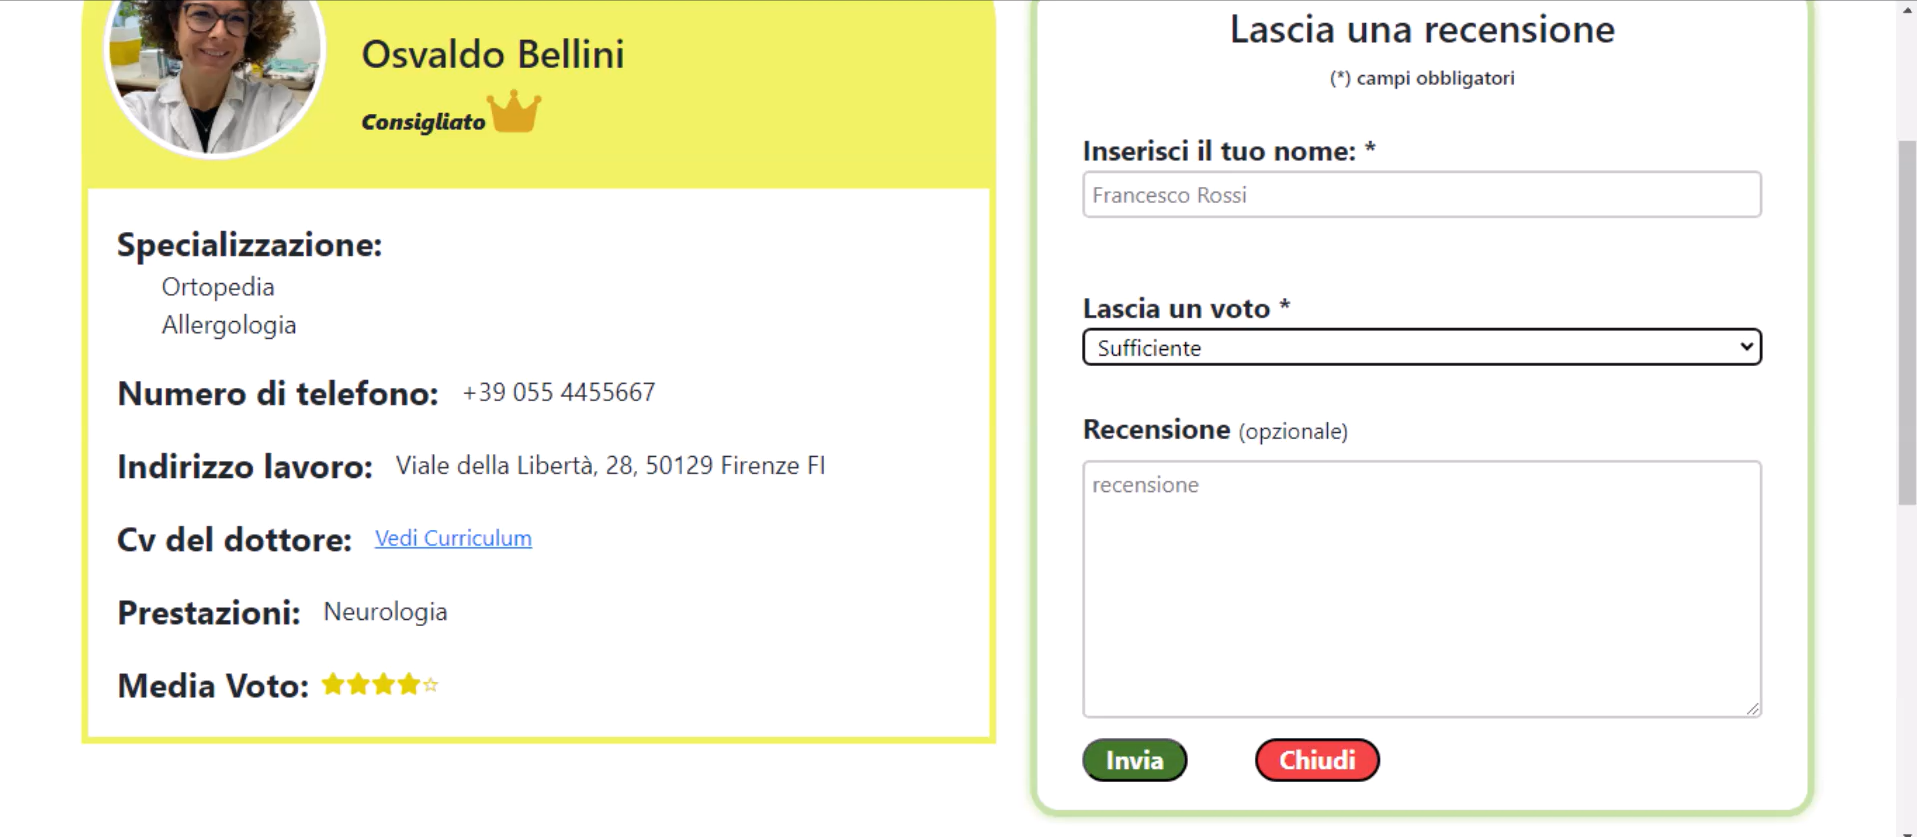 Osvaldo Bellini
Consigliato
Specializzazione:
Ortopedia
Allergologia
Numero di telefono: +39 055 4455667
Indirizzo lavoro: Viale della Libertà, 28, 50129 Firenze FI
Cv del dottore: Vedi Curriculum
Prestazioni: Neurologia
Media Voto:
Lascia una recensione
(*) campi obbligatori
Inserisci il tuo nome: *
Francesco Rossi
Lascia un voto *
Sufficiente
Recensione (opzionale)
recensione
Invia Chiudi